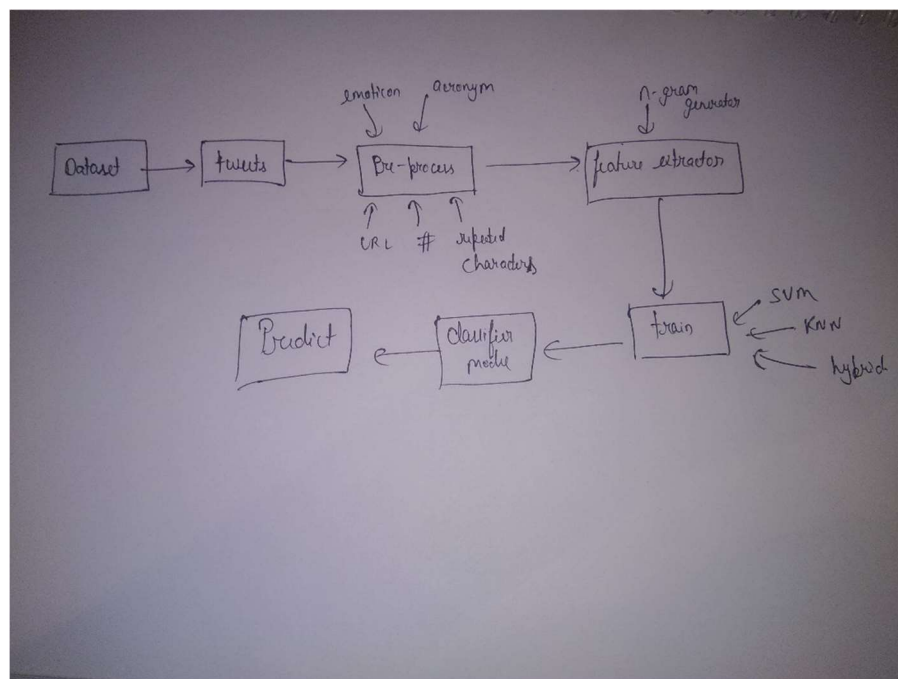 emoticon
acronym
n-gram
generator
Dataset
tweets
Pre-process
feature extractor
URL
#
repeated
characters
train
SVM
KNN
hybrid
classifier
model
Predict